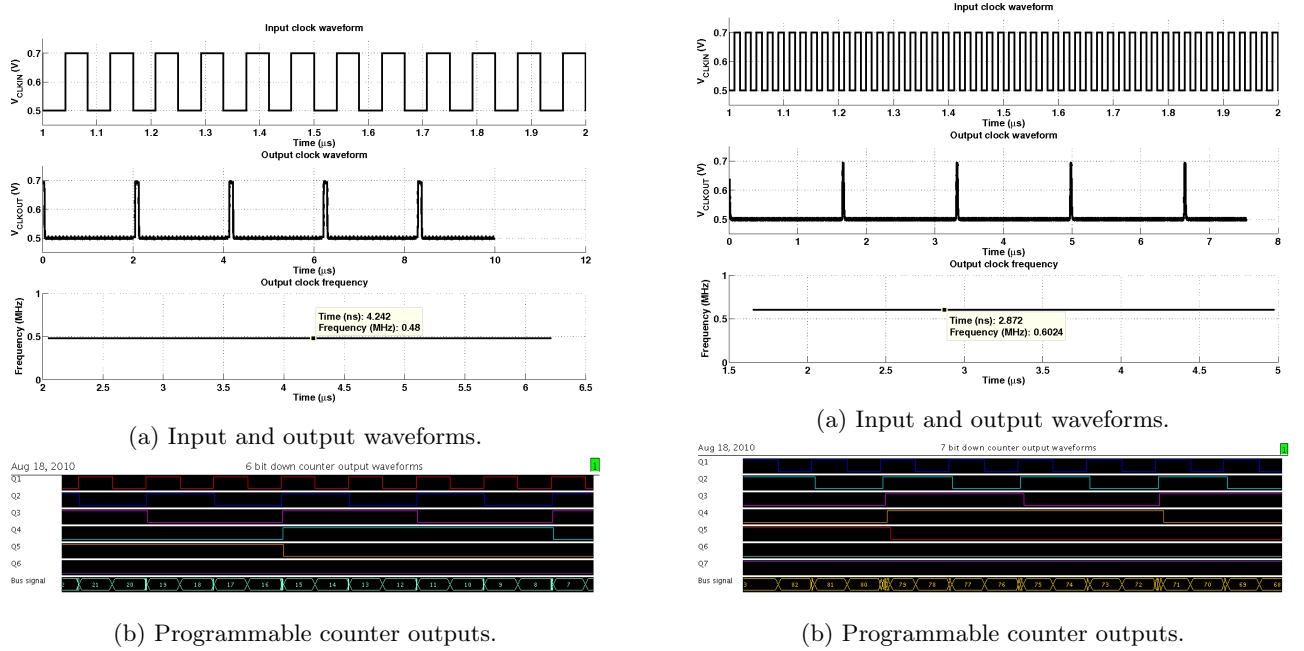 Input clock waveform
V_CLKIN (V)
0.7
0.6
0.5
1 1.1 1.2 1.3 1.4 1.5 1.6 1.7 1.8 1.9 2
Time (μs)
Output clock waveform
V_CLKOUT (V)
0.7
0.6
0.5
0 2 4 6 8 10 12
Time (μs)
Output clock frequency
Frequency (MHz)
1
0.5
0
Time (ns): 4.242
Frequency (MHz): 0.48
2 2.5 3 3.5 4 4.5 5 5.5 6 6.5
Time (μs)
(a) Input and output waveforms.
Aug 18, 2010 6 bit down counter output waveforms 1
Q1
Q2
Q3
Q4
Q5
Q6
Bus signal 21 20 19 18 17 16 15 14 13 12 11 10 9 8 7
(b) Programmable counter outputs.
Input clock waveform
V_CLKIN (V)
0.7
0.6
0.5
1 1.1 1.2 1.3 1.4 1.5 1.6 1.7 1.8 1.9 2
Time (μs)
Output clock waveform
V_CLKOUT (V)
0.7
0.6
0.5
0 1 2 3 4 5 6 7 8
Time (μs)
Output clock frequency
Frequency (MHz)
1
0.5
0
Time (ns): 2.872
Frequency (MHz): 0.6024
1.5 2 2.5 3 3.5 4 4.5 5
Time (μs)
(a) Input and output waveforms.
Aug 18, 2010 7 bit down counter output waveforms 1
Q1
Q2
Q3
Q4
Q5
Q6
Q7
Bus signal 3 82 81 80 79 78 77 76 75 74 73 72 71 70 69 68
(b) Programmable counter outputs.